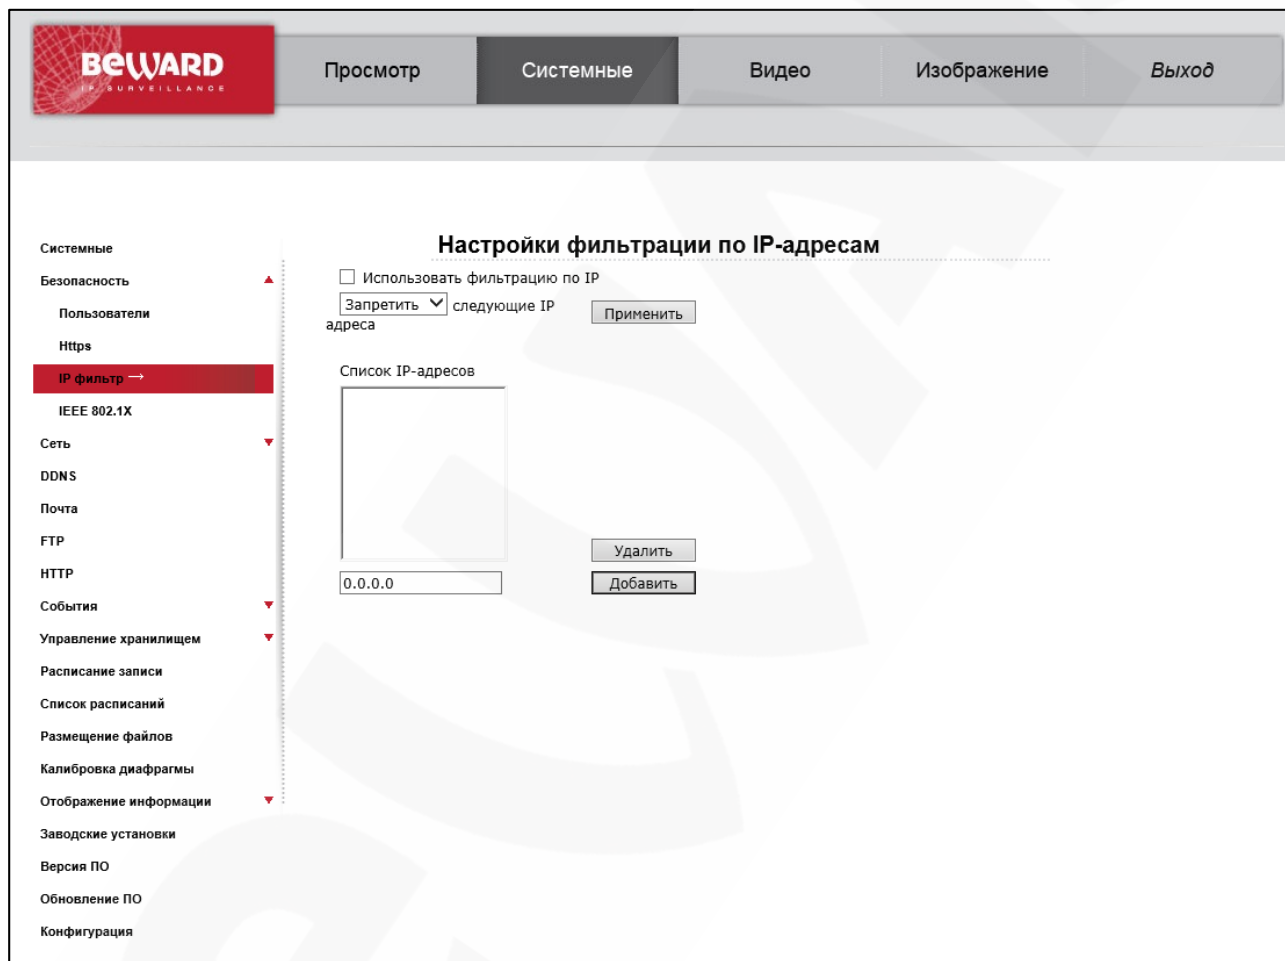 BEWARD
IP SURVEILLANCE
Просмотр
Системные
Видео
Изображение
Выход
Системные
Безопасность
Пользователи
Https
IP фильтр →
IEEE 802.1X
Сеть
DDNS
Почта
FTP
HTTP
События
Управление хранилищем
Расписание записи
Список расписаний
Размещение файлов
Калибровка диафрагмы
Отображение информации
Заводские установки
Версия ПО
Обновление ПО
Конфигурация
Настройки фильтрации по IP-адресам
Использовать фильтрацию по IP
Запретить следующие IP
адреса
Применить
Список IP-адресов
Удалить
0.0.0.0
Добавить